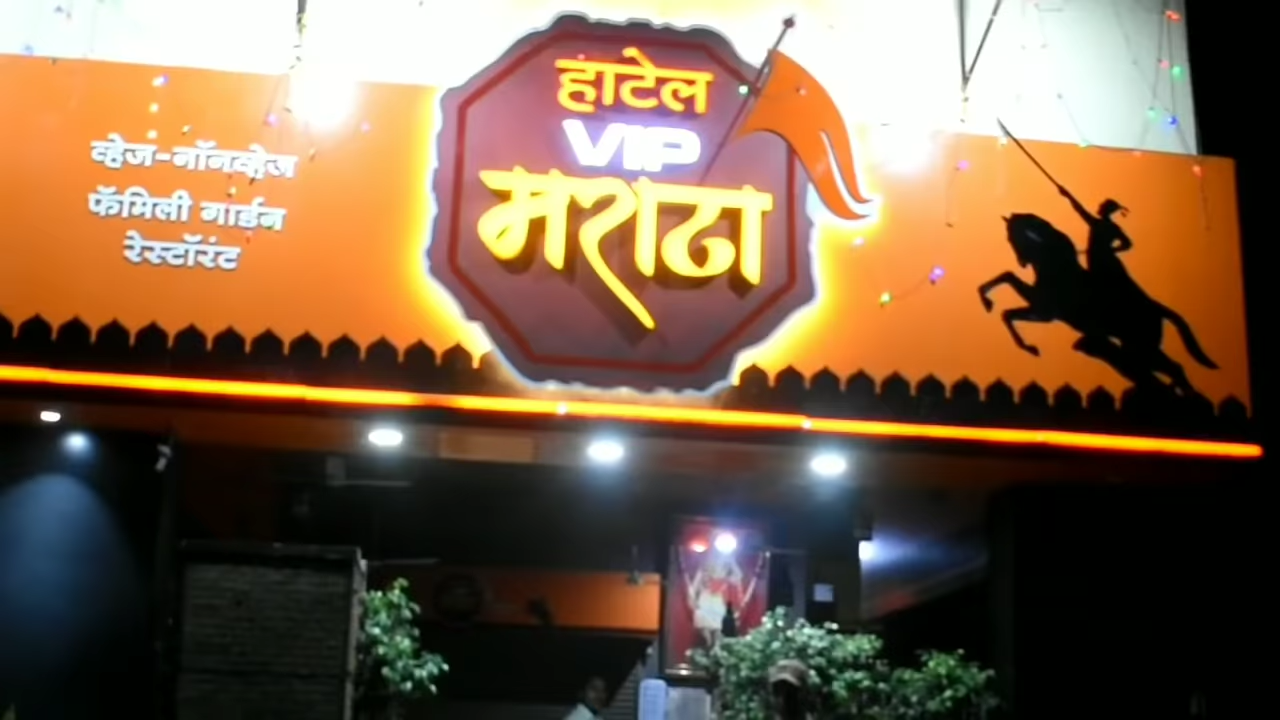 व्हेज-नॉनव्हेज
फॅमिली गार्डन
रेस्टॉरंट
हाटेल
VIP
मराठा